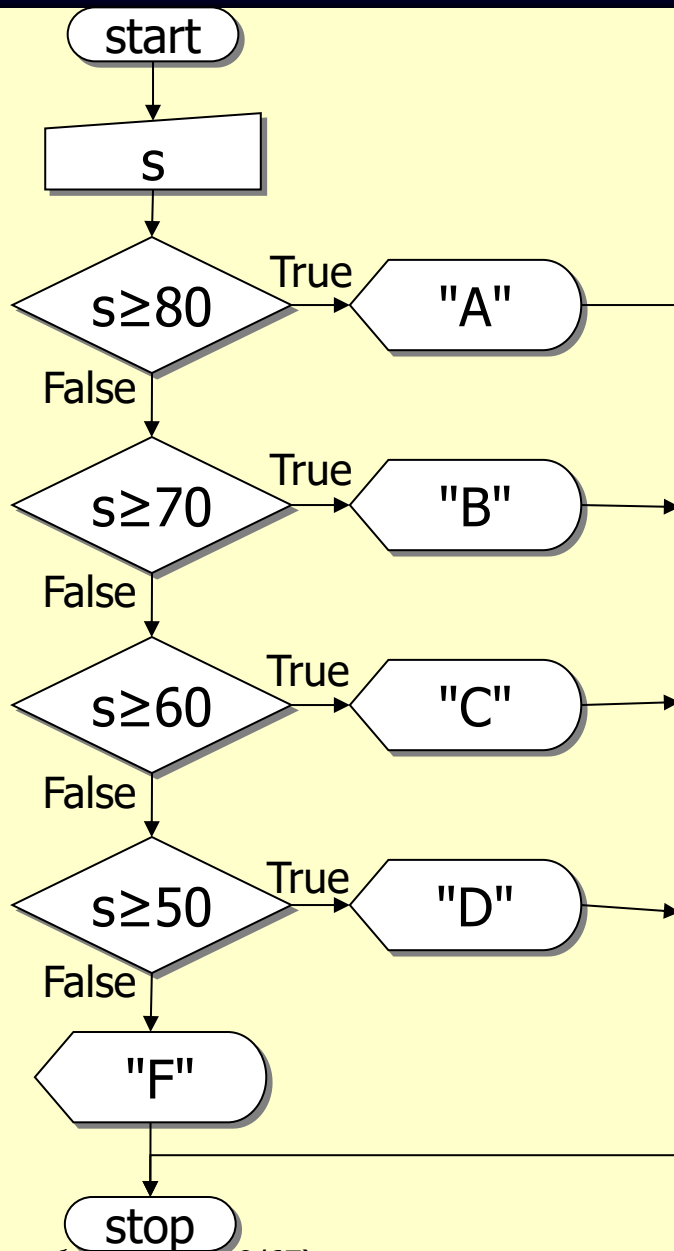 start
s
s≥80
True
"A"
False
s≥70
True
"B"
False
s≥60
True
"C"
False
s≥50
True
"D"
False
"F"
stop